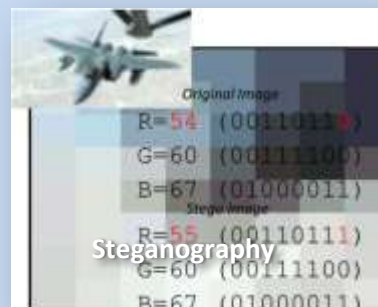 Original Image
R=54 (00110110)
G=60 (00111100)
B=67 (01000011)
Stego Image
R=55 (00110111)
Steganography
G=60 (00111100)
B=67 (01000011)